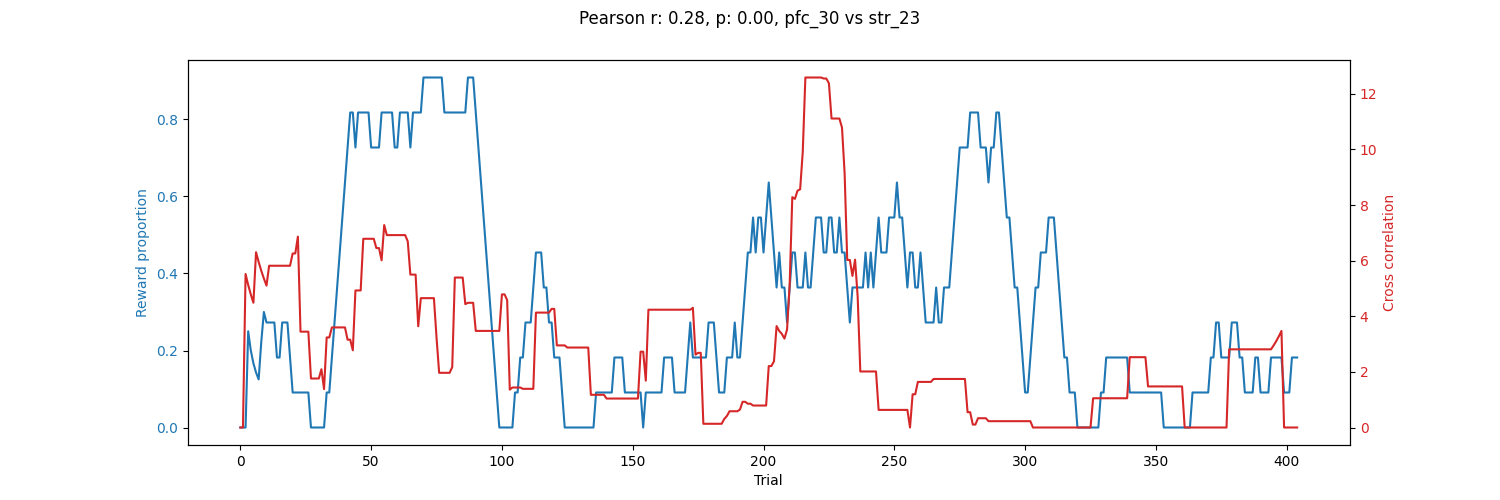 Pearson r: 0.28, p: 0.00, pfc_30 vs str_23
Reward proportion
0.8
0.6
0.4
0.2
0.0
12
10
8
6
4
2
0
Cross correlation
0 50 100 150 200 250 300 350 400
Trial